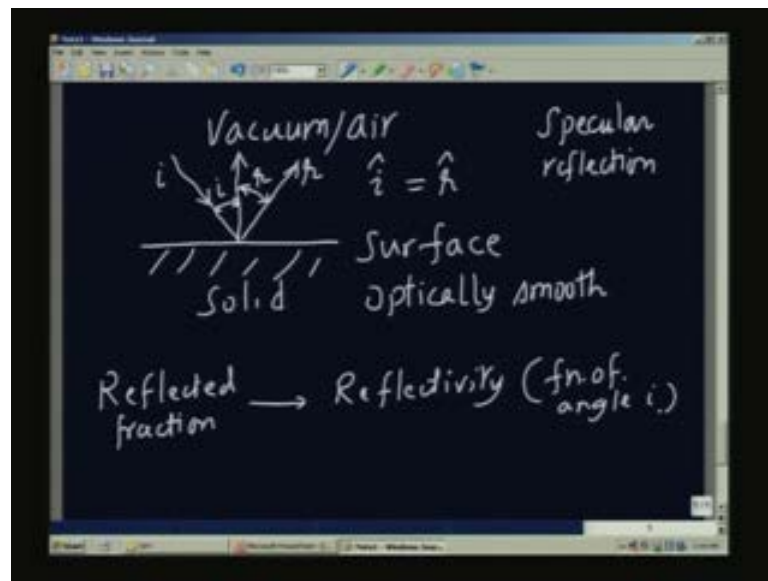 Vacuum/air
Specular
reflection
i
i
r
r
î = r̂
Surface
Solid
optically smooth
Reflected
fraction
→ Reflectivity (fn. of.
angle i.)